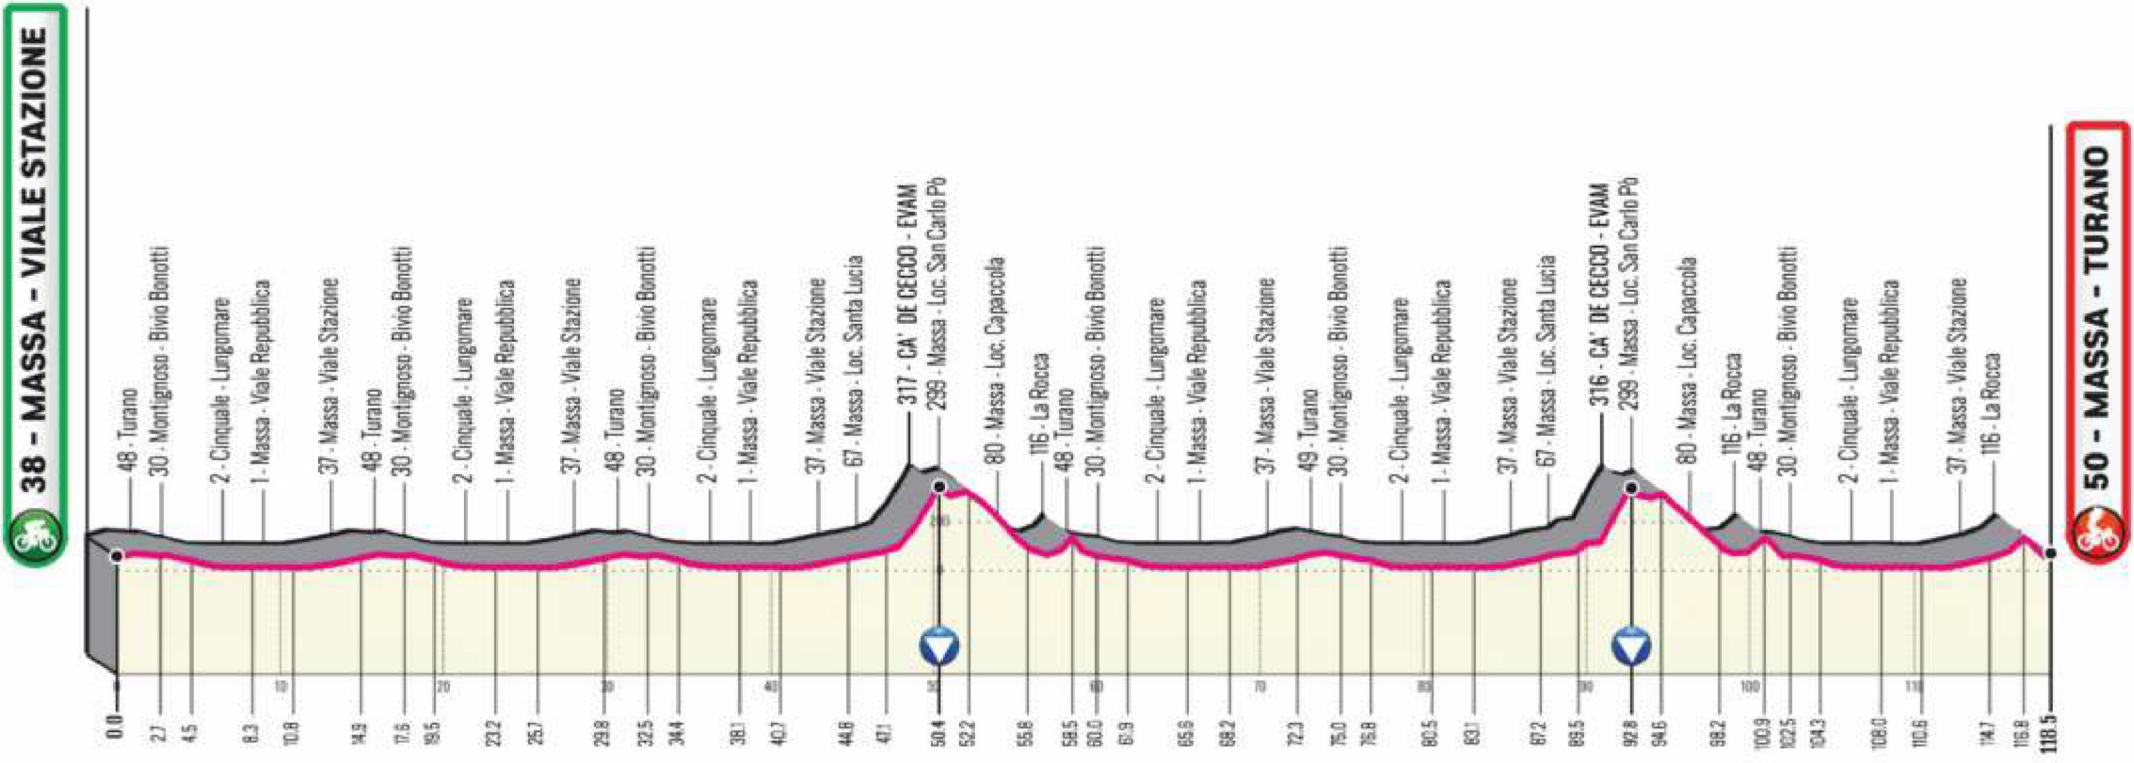 38 - MASSA - VIALE STAZIONE
48 - Turano
30 - Montignoso - Bivio Bonotti
2 - Cinquale - Lungomare
1 - Massa - Viale Repubblica
37 - Massa - Viale Stazione
48 - Turano
30 - Montignoso - Bivio Bonotti
2 - Cinquale - Lungomare
1 - Massa - Viale Repubblica
37 - Massa - Viale Stazione
48 - Turano
30 - Montignoso - Bivio Bonotti
2 - Cinquale - Lungomare
1 - Massa - Viale Repubblica
37 - Massa - Viale Stazione
67 - Massa - Loc. Santa Lucia
317 - CA' DE CECCO - EVAM
299 - Massa - Loc. San Carlo Pò
80 - Massa - Loc. Capaccola
116 - La Rocca
48 - Turano
30 - Montignoso - Bivio Bonotti
2 - Cinquale - Lungomare
1 - Massa - Viale Repubblica
37 - Massa - Viale Stazione
49 - Turano
30 - Montignoso - Bivio Bonotti
2 - Cinquale - Lungomare
1 - Massa - Viale Repubblica
37 - Massa - Viale Stazione
67 - Massa - Loc. Santa Lucia
316 - CA' DE CECCO - EVAM
299 - Massa - Loc. San Carlo Pò
80 - Massa - Loc. Capaccola
116 - La Rocca
48 - Turano
30 - Montignoso - Bivio Bonotti
2 - Cinquale - Lungomare
1 - Massa - Viale Repubblica
37 - Massa - Viale Stazione
116 - La Rocca
50 - MASSA - TURANO
200
0
10
20
30
40
50
60
70
80
90
100
110
0.0
2.7
4.5
8.3
10.8
14.9
17.6
19.5
23.2
25.7
29.8
32.5
34.4
38.1
40.7
44.8
47.1
50.4
52.2
55.8
58.5
60.0
61.9
65.6
68.2
72.3
75.0
76.8
80.5
83.1
87.2
89.5
92.8
94.6
98.2
100.9
102.5
104.3
108.0
110.6
114.7
116.8
118.5